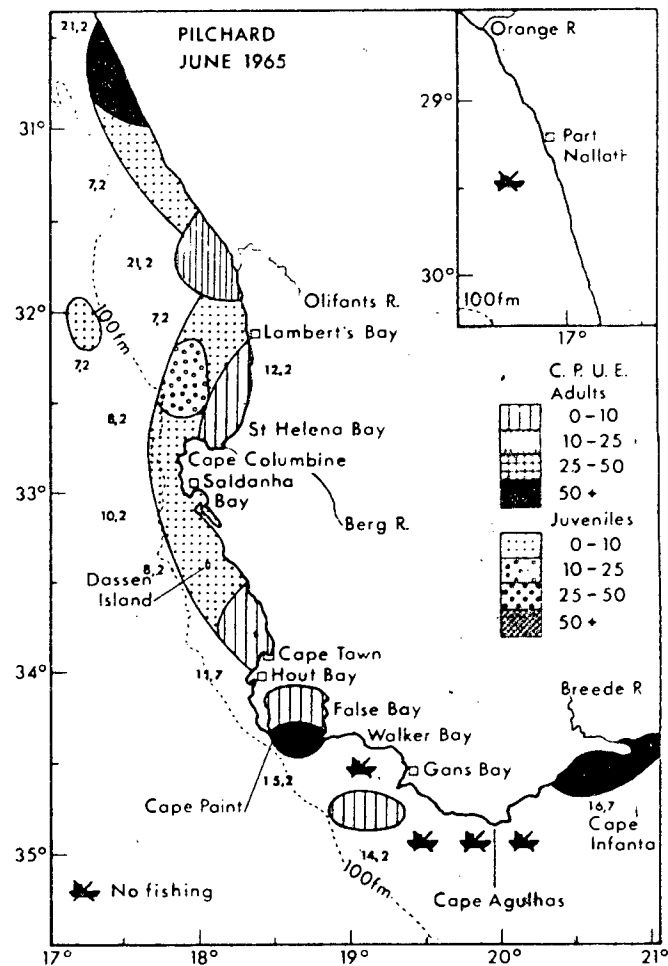 PILCHARD
JUNE 1965
21,2
Orange R
29°
Part
Nallath
30°
100fm
17°
31°
7,2
21,2
Olifants R.
32°
100fm
7,2
Lambert's Bay
7,2
12,2
8,2
St Helena Bay
Cape Columbine
Saldanha
Bay
33°
10,2
Berg R.
8,2
Dassen
Island
C. P. U. E.
Adults
0-10
10-25
25-50
50+
Juveniles
0-10
10-25
25-50
50+
34°
11,7
Cape Town
Hout Bay
False Bay
Walker Bay
Breede R
Gans Bay
15,2
Cape Paint
16,7
Cape
Infanta
14,2
35°
100fm
No fishing
Cape Agulhas
17°
18°
19°
20°
21°